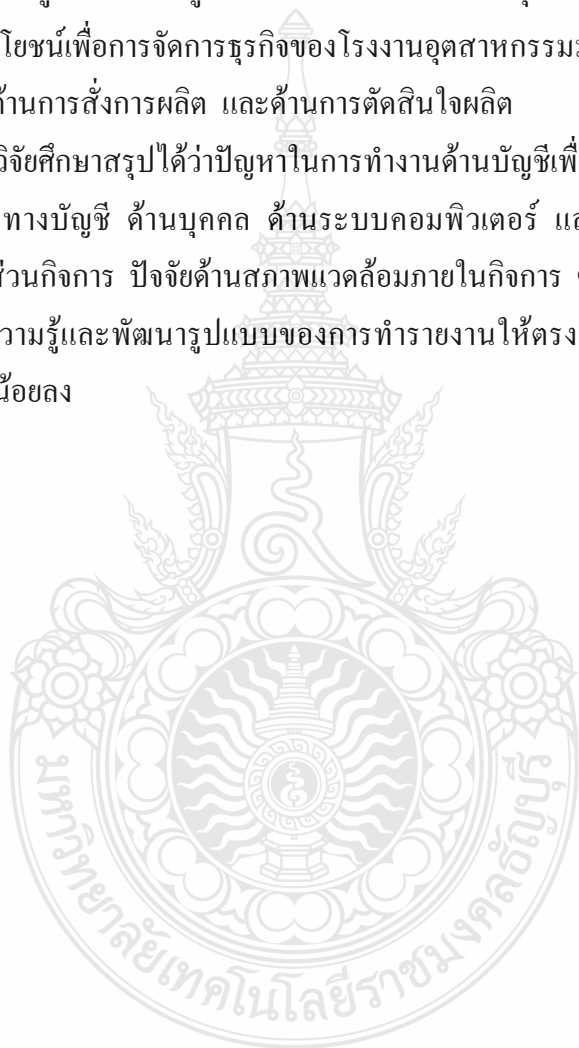 โยชน์เพื่อการจัดการธุรกิจของโรงงานอุตสาหกรรม
ด้านการสั่งการผลิต และด้านการตัดสินใจผลิต
วิจัยศึกษาสรุปได้ว่าปัญหาในการทำงานด้านบัญชีเพื่
ทางบัญชี ด้านบุคคล ด้านระบบคอมพิวเตอร์ แล
ส่วนกิจการ ปัจจัยด้านสภาพแวดล้อมภายในกิจการ
วามรู้และพัฒนารูปแบบของการทำรายงานให้ตรง
น้อยลง
มหาวิทยาลัยเทคโนโลยีราชมงคลธัญบุรี